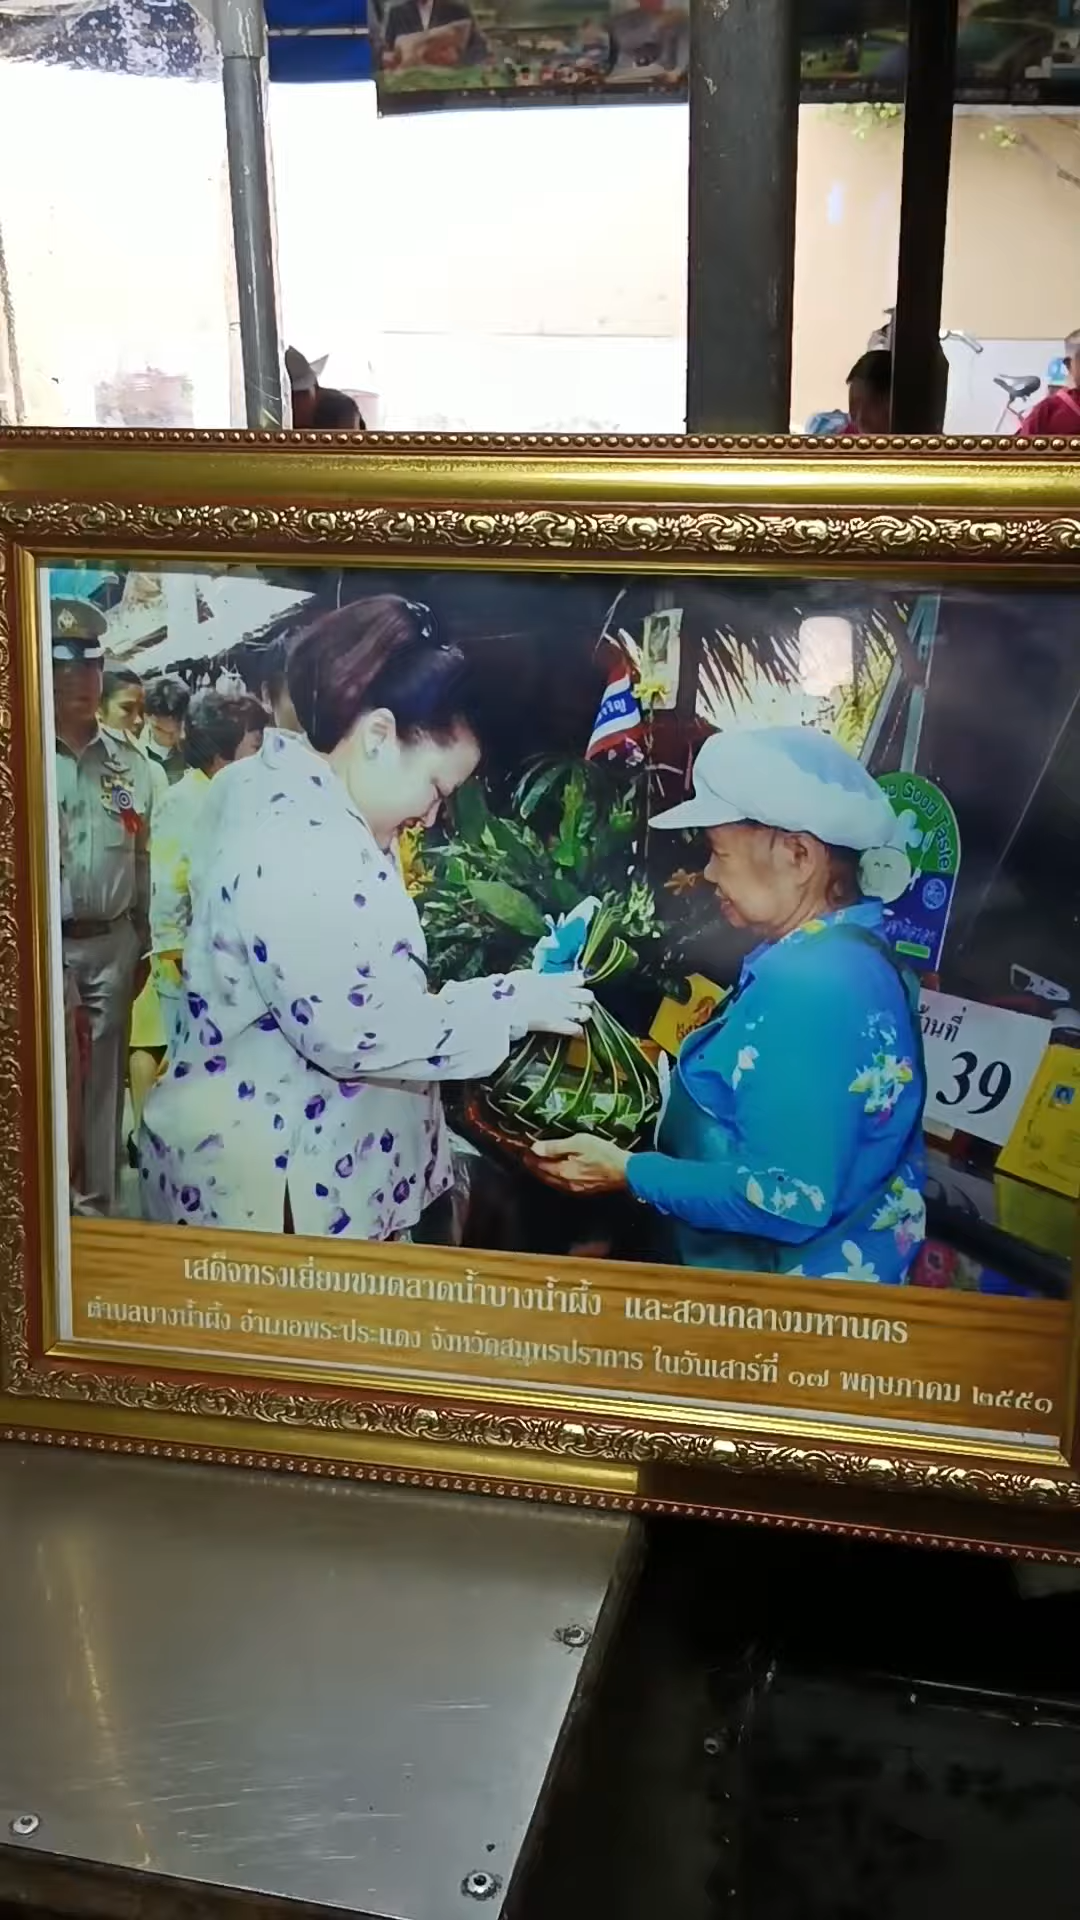 Good Taste
้านที่
39
เสด็จทรงเยี่ยมชมตลาดน้ำบางน้ำผึ้ง และสวนกลางมหานคร
ตำบลบางน้ำผึ้ง อำเภอพระประแดง จังหวัดสมุทรปราการ ในวันเสาร์ที่ ๑๗ พฤษภาคม ๒๕๕๑